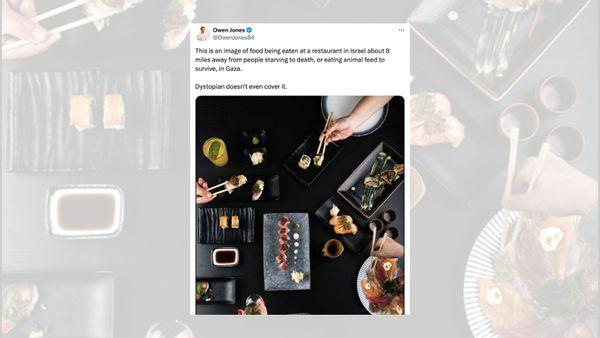 Owen Jones
@OwenJones84
This is an image of food being eaten at a restaurant in Israel about 8
miles away from people starving to death, or eating animal feed to
survive, in Gaza.
Dystopian doesn't even cover it.